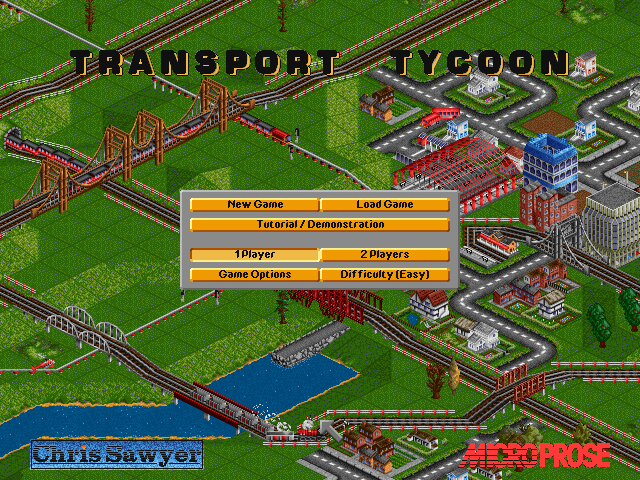 TRANSPORT TYCOON
New Game
Load Game
Tutorial / Demonstration
1 Player
2 Players
Game Options
Difficulty (Easy)
Chris Sawyer
MICROPROSE